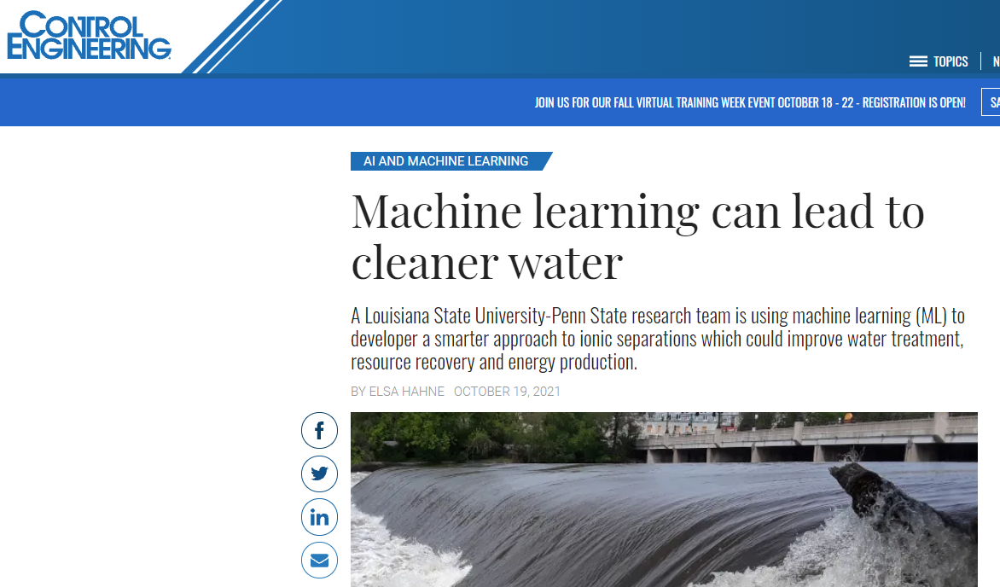 CONTROL
ENGINEERING
TOPICS
JOIN US FOR OUR FALL VIRTUAL TRAINING WEEK EVENT OCTOBER 18 - 22 - REGISTRATION IS OPEN!
AI AND MACHINE LEARNING
Machine learning can lead to
cleaner water
A Louisiana State University-Penn State research team is using machine learning (ML) to
developer a smarter approach to ionic separations which could improve water treatment,
resource recovery and energy production.
BY ELSA HAHNE OCTOBER 19, 2021